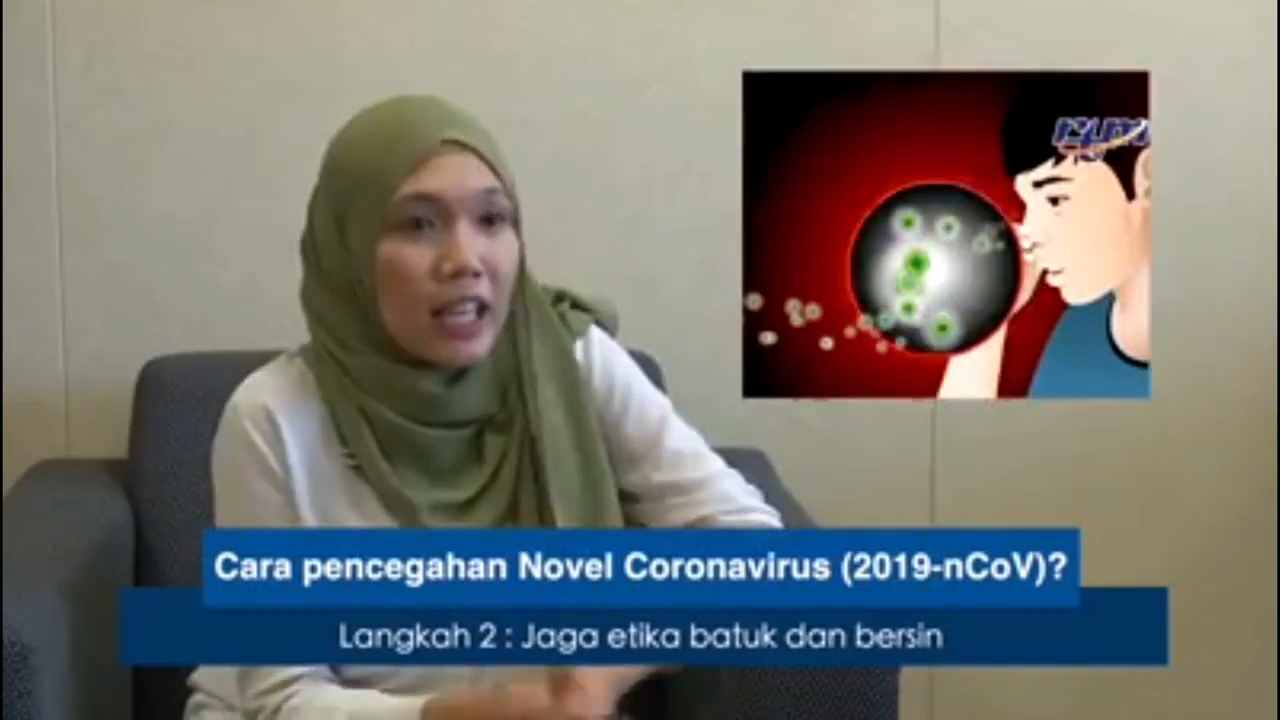 Cara pencegahan Novel Coronavirus (2019-nCoV)?
Langkah 2 : Jaga etika batuk dan bersin